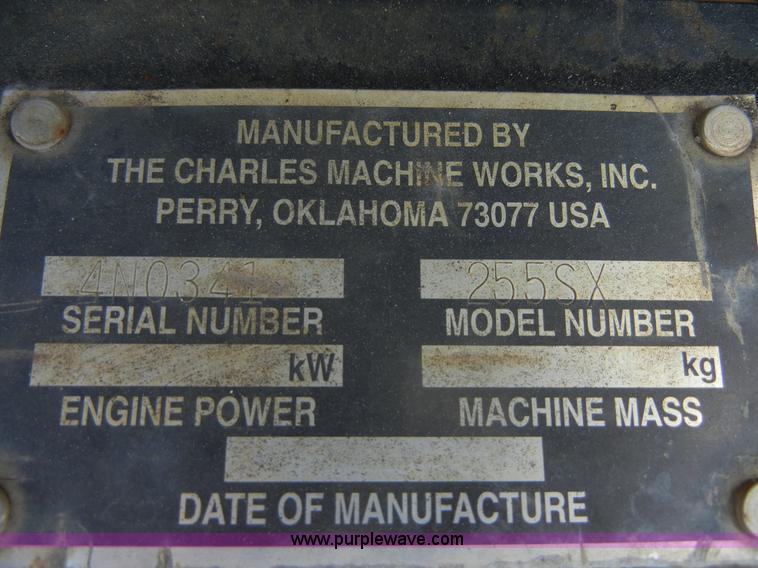 MANUFACTURED BY
THE CHARLES MACHINE WORKS, INC.
PERRY, OKLAHOMA 73077 USA
4N0341 255SX
SERIAL NUMBER MODEL NUMBER
kW kg
ENGINE POWER MACHINE MASS
DATE OF MANUFACTURE
www.purplewave.com